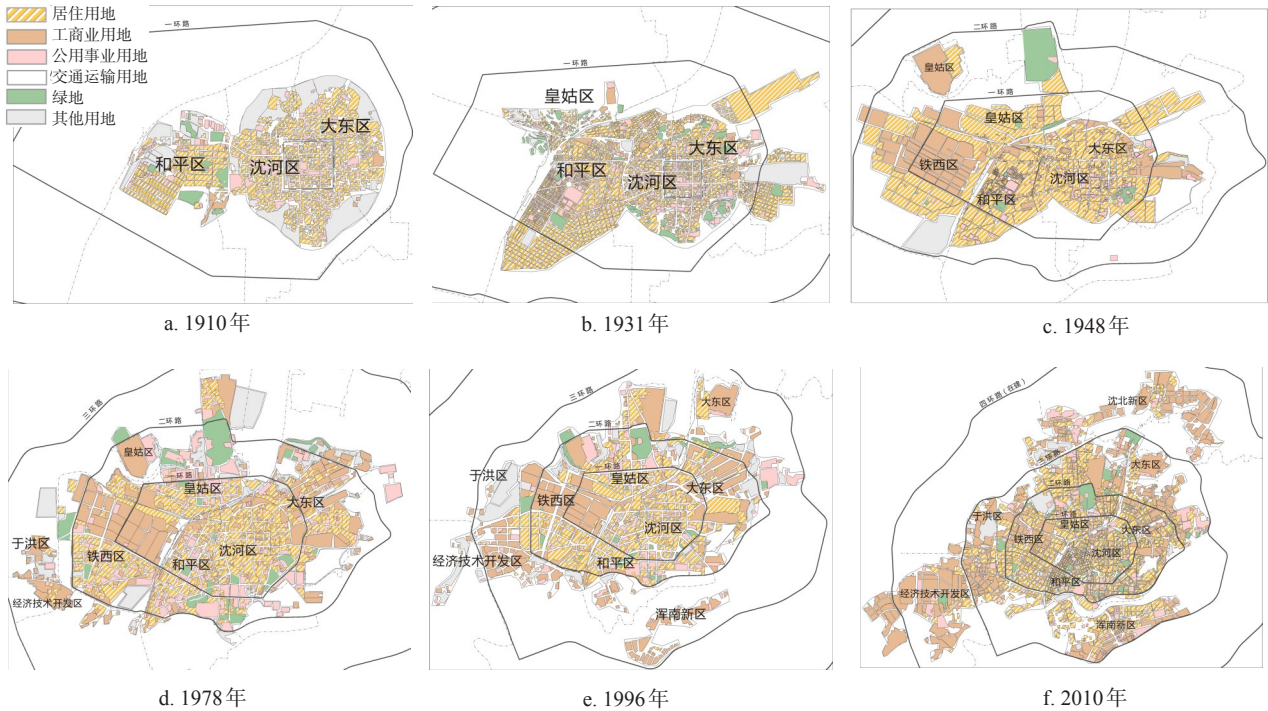 居住用地
工商业用地
公用事业用地
交通运输用地
绿地
其他用地
一环路
大东区
和平区
沈河区
a. 1910年
一环路
皇姑区
大东区
和平区
沈河区
b. 1931年
二环路
皇姑区
一环路
皇姑区
大东区
铁西区
沈河区
和平区
c. 1948年
三环路
二环路
皇姑区
一环路
皇姑区
大东区
于洪区
沈河区
铁西区
和平区
经济技术开发区
d. 1978年
三环路
大东区
二环路
于洪区
一环路
皇姑区
铁西区
大东区
沈河区
经济技术开发区
和平区
浑南新区
e. 1996年
四环路(在建)
沈北新区
三环路
大东区
二环路
于洪区
一环路
皇姑区
大东区
铁西区
沈河区
和平区
经济技术开发区
浑南新区
f. 2010年